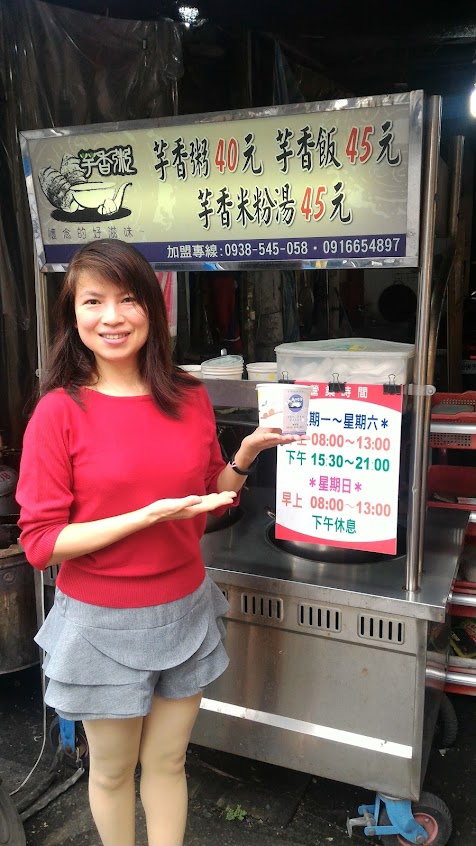 芋香粥
芋香粥40元 芋香飯45元
芋香米粉湯45元
懷念的好滋味~
加盟專線:0938-545-058・0916654897
營業時間
期一～星期六＊
08:00～13:00
下午 15:30～21:00
＊星期日＊
早上 08:00～13:00
下午休息